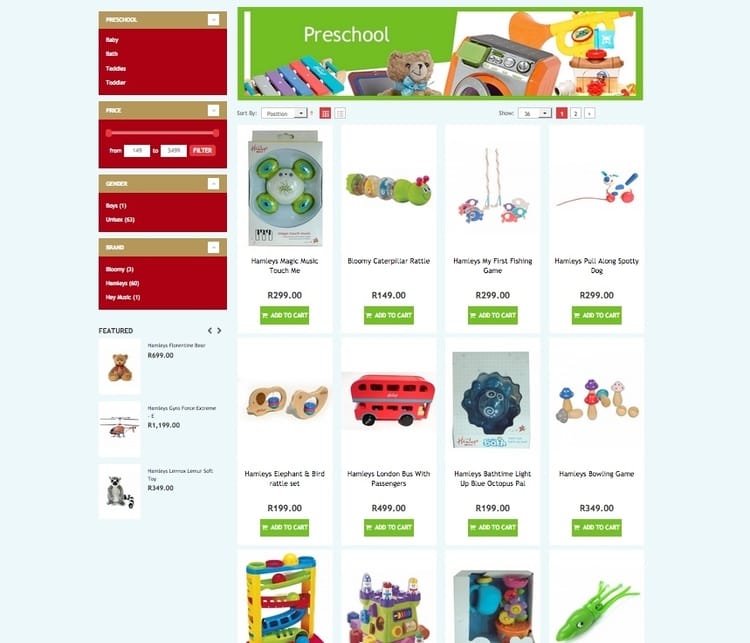 PRESCHOOL
Baby
Bath
Teddies
Toddler
PRICE
from 149 to 3499 FILTER
GENDER
Boys (1)
Unisex (63)
BRAND
Bloomy (3)
Hamleys (60)
Hey Music (1)
FEATURED
Hamleys Florentine Bear
R699.00
Hamleys Gyro Force Extreme
- E
R1,199.00
Hamleys Lennox Lemur Soft
Toy
R349.00
Preschool
Sort By: Position
Show: 36 1 2
Hamleys Magic Music
Touch Me
R299.00
ADD TO CART
Bloomy Caterpillar Rattle
R149.00
ADD TO CART
Hamleys My First Fishing
Game
R299.00
ADD TO CART
Hamleys Pull Along Spotty
Dog
R299.00
ADD TO CART
Hamleys Elephant & Bird
rattle set
R199.00
ADD TO CART
Hamleys London Bus With
Passengers
R499.00
ADD TO CART
Hamleys Bathtime Light
Up Blue Octopus Pal
R199.00
ADD TO CART
Hamleys Bowling Game
R349.00
ADD TO CART